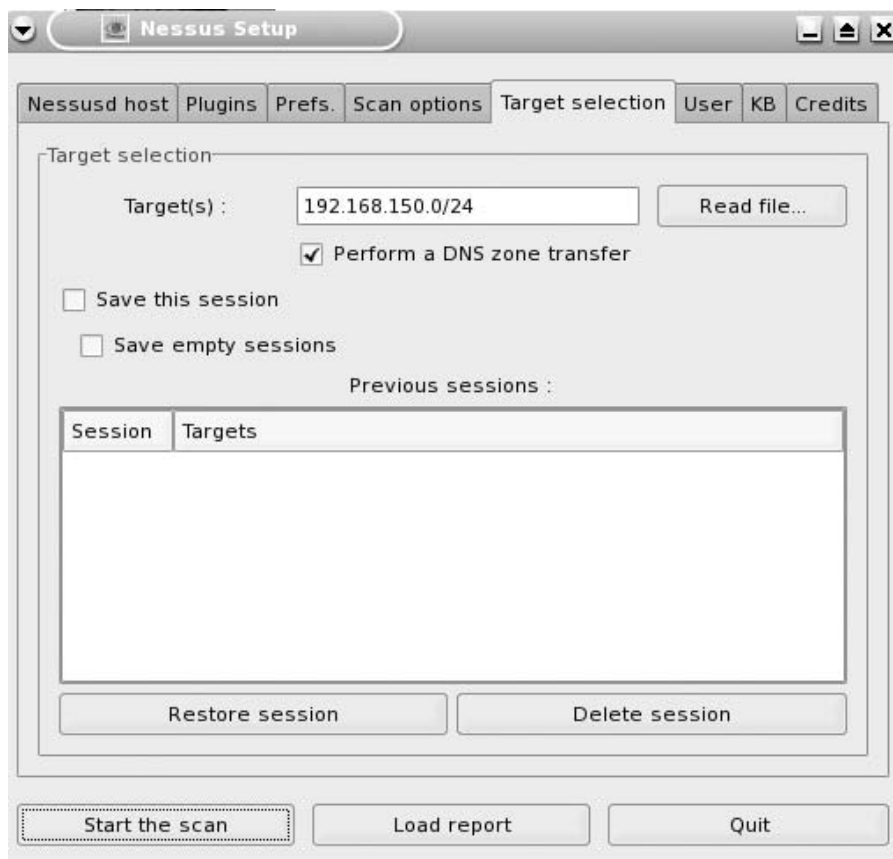 Nessus Setup
Nessusd host Plugins Prefs. Scan options Target selection User KB Credits
Target selection
Target(s) : 192.168.150.0/24 Read file...
Perform a DNS zone transfer
Save this session
Save empty sessions
Previous sessions :
Session Targets
Restore session Delete session
Start the scan Load report Quit